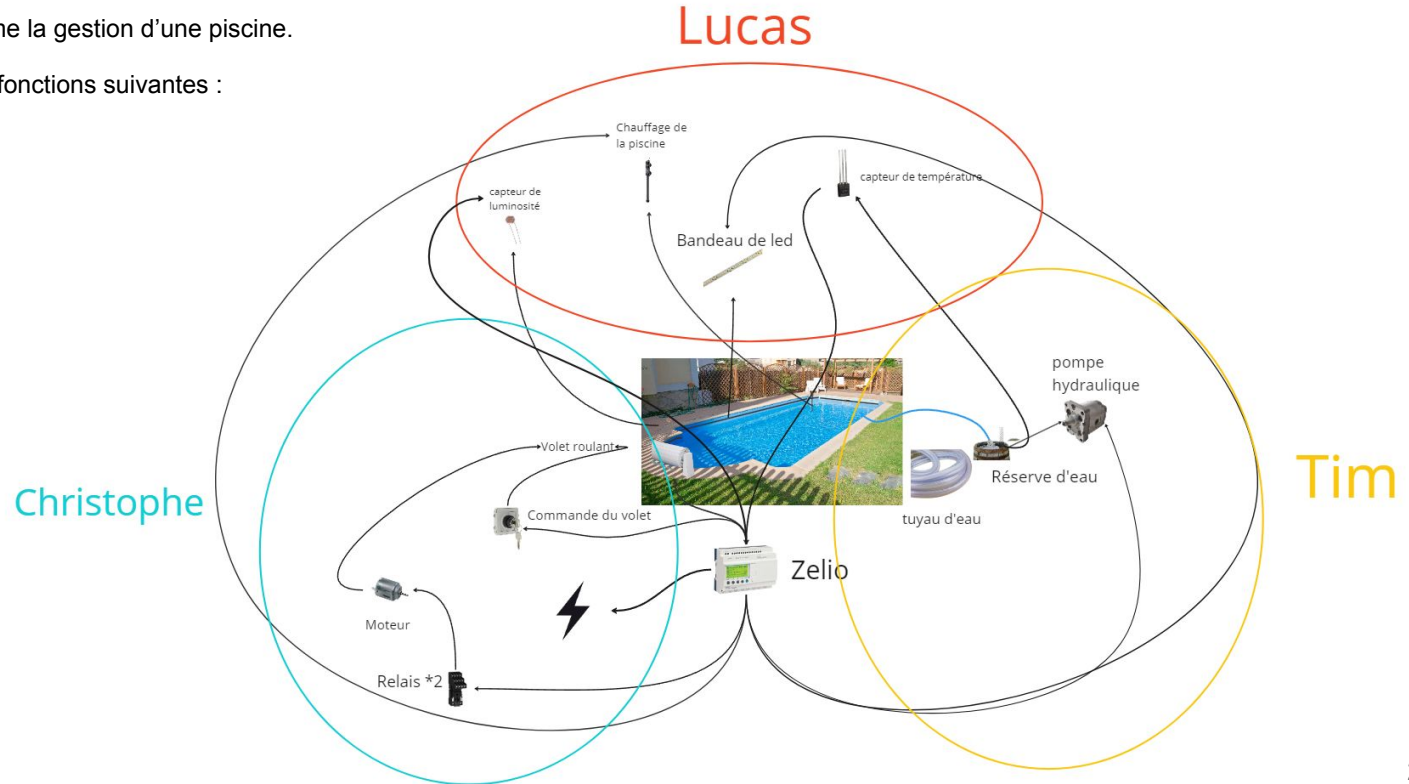 Lucas
la gestion d'une piscine.
fonctions suivantes :
Chauffage de
la piscine
capteur de température
capteur de
luminosité
Bandeau de led
pompe
hydraulique
Volet roulant
Réserve d'eau
Tim
Christophe
Commande du volet
tuyau d'eau
Zelio
Moteur
Relais *2